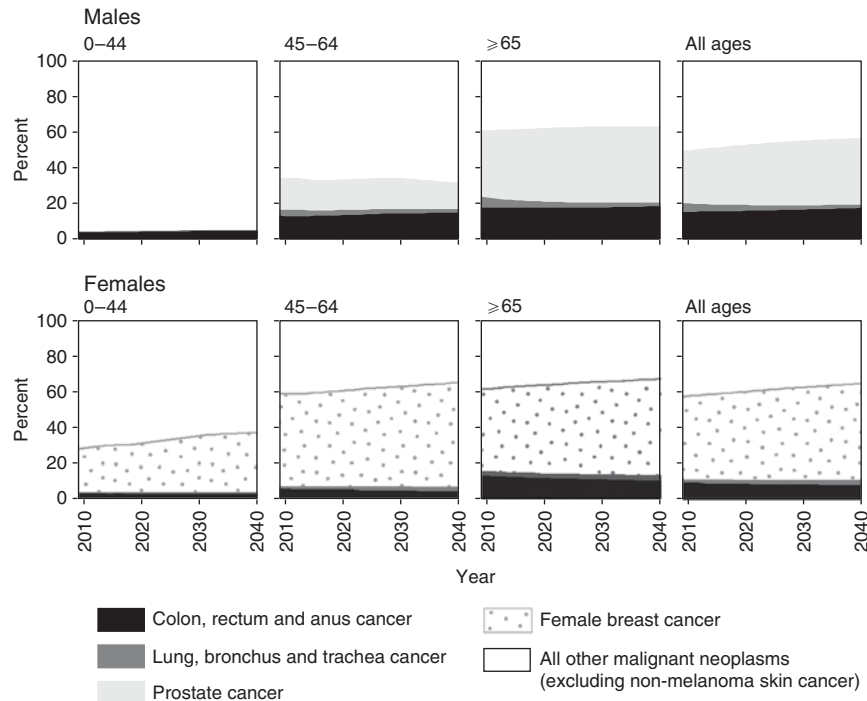 Males
0–44 45–64 ⩾65 All ages
100
80
60
40
20
0
Percent
Females
0–44 45–64 ⩾65 All ages
100
80
60
40
20
0
Percent
2010 2020 2030 2040 2010 2020 2030 2040 2010 2020 2030 2040 2010 2020 2030 2040
Year
Colon, rectum and anus cancer
Lung, bronchus and trachea cancer
Prostate cancer
Female breast cancer
All other malignant neoplasms
(excluding non-melanoma skin cancer)